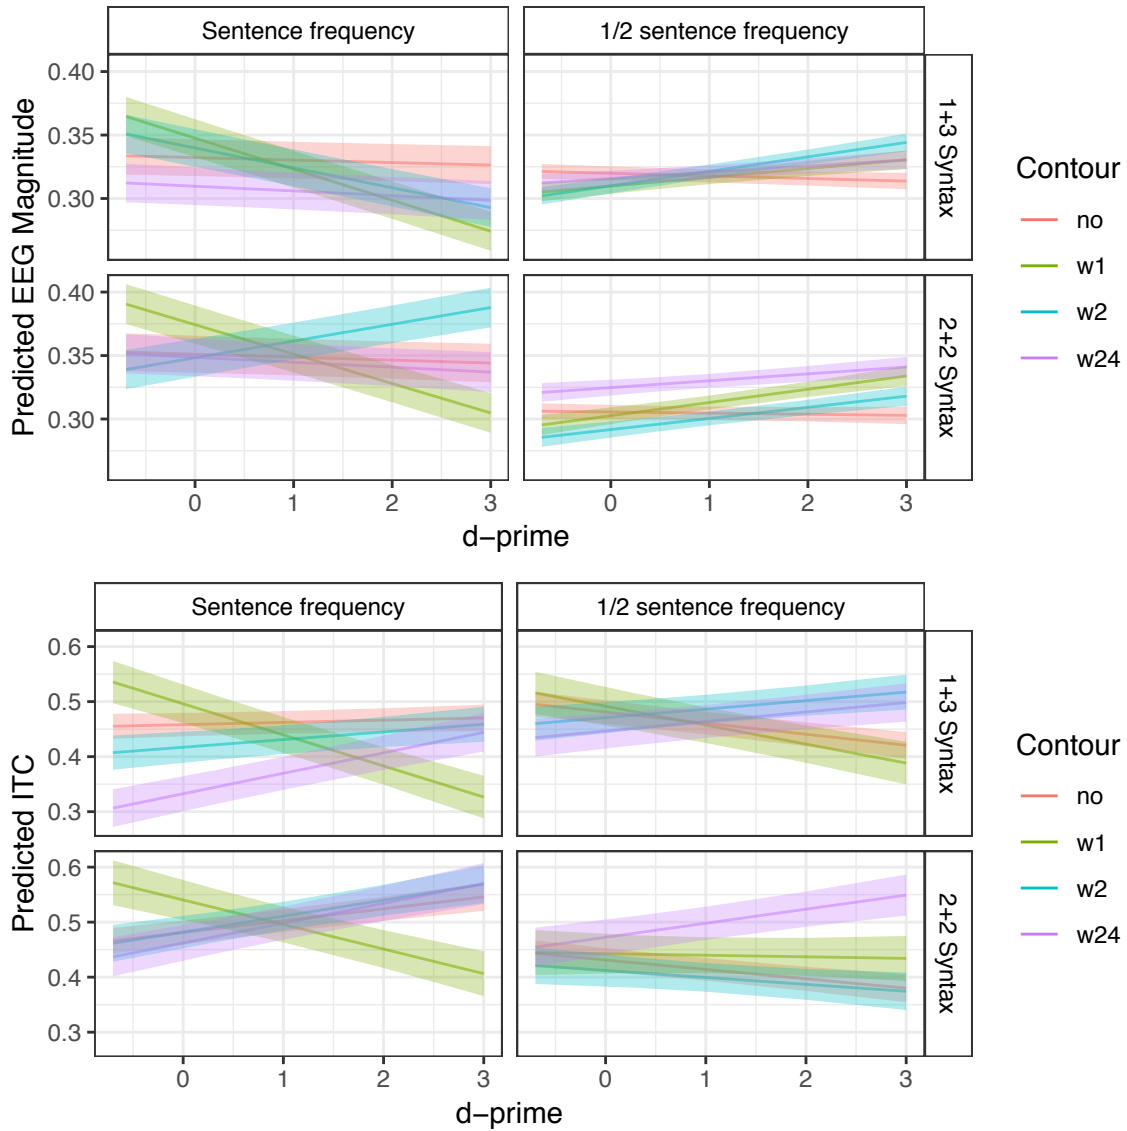 Sentence frequency
1/2 sentence frequency
0.40
0.35
0.30
1+3 Syntax
0.40
0.35
0.30
2+2 Syntax
Predicted EEG Magnitude
0 1 2 3
0 1 2 3
d−prime
Contour
no
w1
w2
w24
Sentence frequency
1/2 sentence frequency
0.6
0.5
0.4
0.3
1+3 Syntax
0.6
0.5
0.4
0.3
2+2 Syntax
Predicted ITC
0 1 2 3
0 1 2 3
d−prime
Contour
no
w1
w2
w24